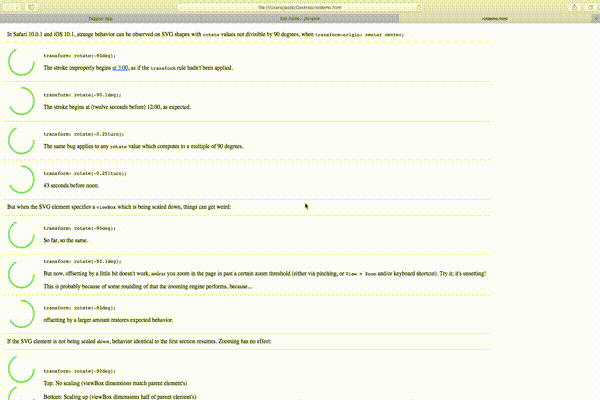 file:///Users/jacob/Desktop/rotdems.html
rotdems.html
In Safari 10.0.1 and iOS 10.1, strange behavior can be observed on SVG shapes with rotate values not divisible by 90 degrees, when transform-origin: center center;
transform: rotate(-90deg);
The stroke improperly begins at 3:00, as if the transform rule hadn't been applied.
transform: rotate(-90.1deg);
The stroke begins at (twelve seconds before) 12:00, as expected.
transform: rotate(-0.25turn);
The same bug applies to any rotate value which computes to a multiple of 90 degrees.
transform: rotate(-0.251turn);
43 seconds before noon.
But when the SVG element specifies a viewBox which is being scaled down, things can get weird:
transform: rotate(-90deg);
So far, so the same.
transform: rotate(-90.1deg);
But now, offsetting by a little bit doesn't work, unless you zoom in the page in past a certain zoom threshold (either via pinching, or View > Zoom and/or keyboard shortcut). Try it; it's unsettling!
This is probably because of some rounding of that the zooming engine performs, because...
transform: rotate(-92deg);
offsetting by a larger amount restores expected behavior.
If the SVG element is not being scaled down, behavior identical to the first section resumes. Zooming has no effect:
transform: rotate(-90deg);
Top: No scaling (viewBox dimensions match parent element's)
Bottom: Scaling up (viewBox dimensions half of parent element's)